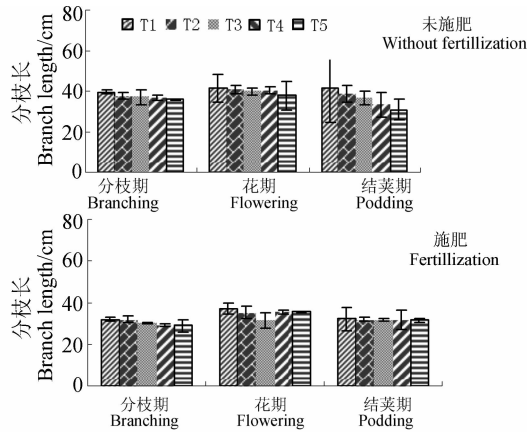 T1 T2 T3 T4 T5
未施肥
Without fertillization
分枝长
Branch length/cm
80
60
40
20
0
分枝期 花期 结荚期
Branching Flowering Podding
施肥
Fertillization
分枝长
Branch length/cm
80
60
40
20
0
分枝期 花期 结荚期
Branching Flowering Podding